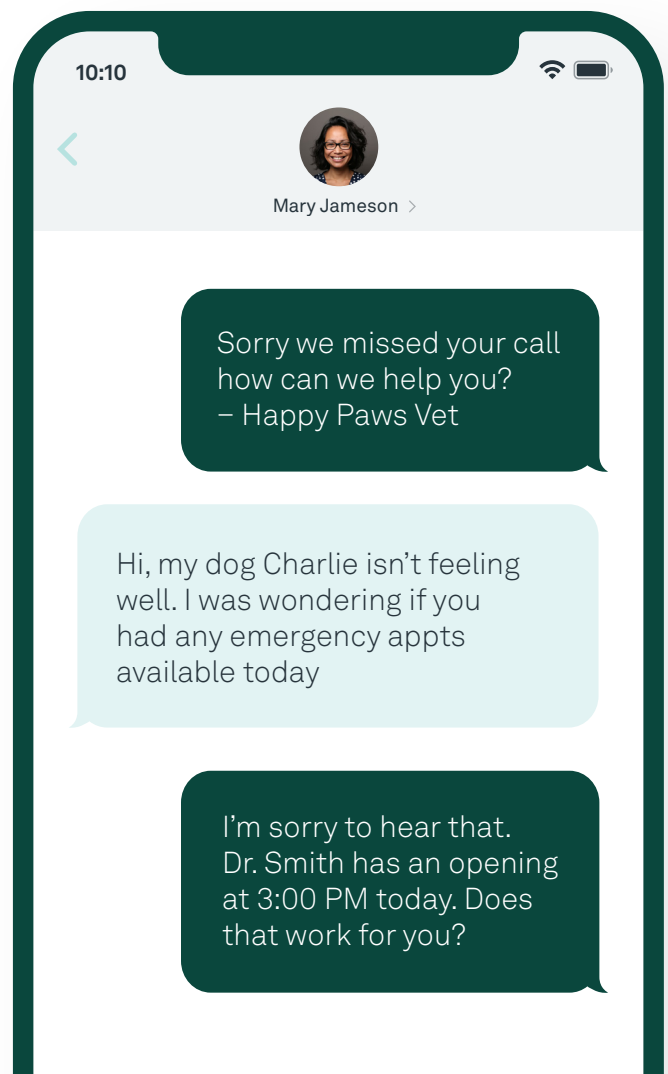 10:10
Mary Jameson
Sorry we missed your call
how can we help you?
– Happy Paws Vet
Hi, my dog Charlie isn’t feeling
well. I was wondering if you
had any emergency appts
available today
I’m sorry to hear that.
Dr. Smith has an opening
at 3:00 PM today. Does
that work for you?